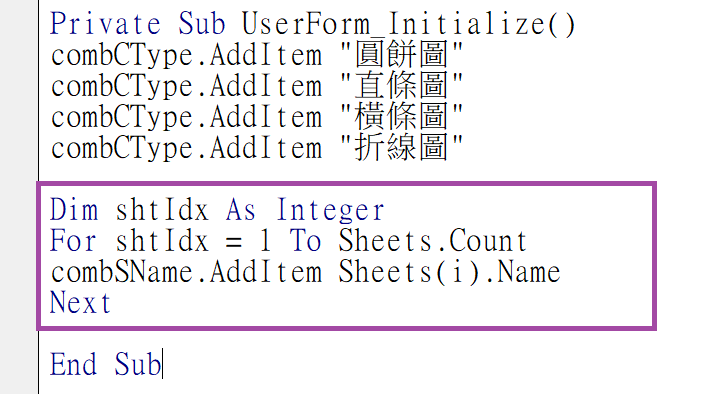 Private Sub UserForm_Initialize()
combCType.AddItem "圓餅圖"
combCType.AddItem "直條圖"
combCType.AddItem "橫條圖"
combCType.AddItem "折線圖"
Dim shtIdx As Integer
For shtIdx = 1 To Sheets.Count
combSName.AddItem Sheets(i).Name
Next
End Sub